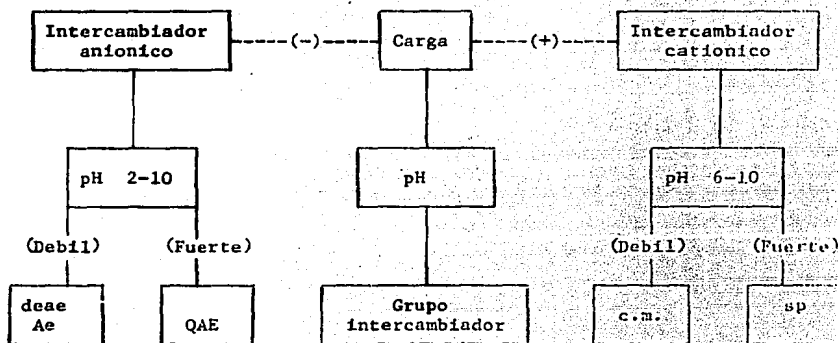 Intercambiador
anionico
-----(-)-----
Carga
-----(+)-----
Intercambiador
cationico
pH 2-10
pH
pH 6-10
(Debil)
(Fuerte)
(Debil)
(Fuerte)
deae
Ae
QAE
Grupo
intercambiador
c.m.
sp